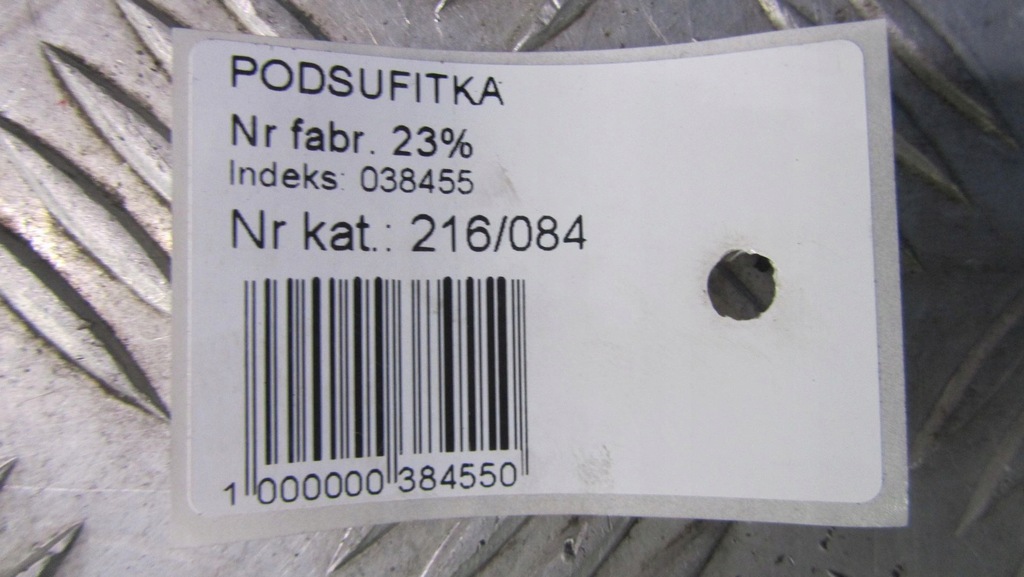 PODSUFITKA
Nr fabr. 23%
Indeks: 038455
Nr kat.: 216/084
1 000000 384550